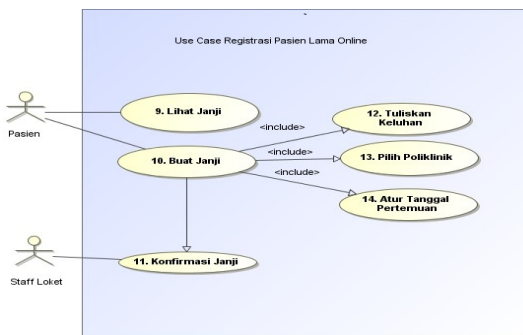 Use Case Registrasi Pasien Lama Online
9. Lihat Janji
Pasien
10. Buat Janji
<include>
<include>
<include>
12. Tuliskan
Keluhan
13. Pilih Poliklinik
14. Atur Tanggal
Pertemuan
11. Konfirmasi Janji
Staff Loket